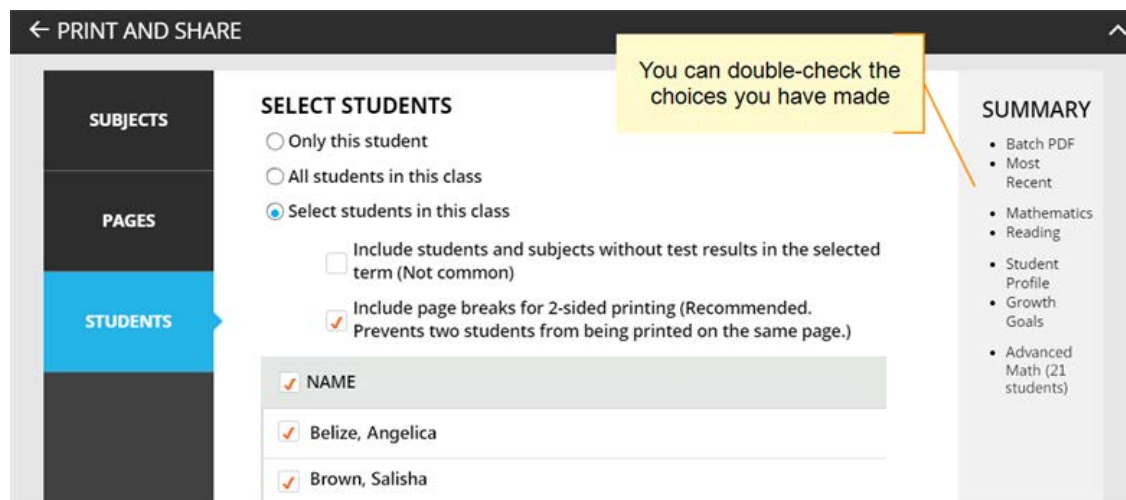 ← PRINT AND SHARE
You can double-check the
choices you have made
SUBJECTS
PAGES
STUDENTS
SELECT STUDENTS
Only this student
All students in this class
Select students in this class
Include students and subjects without test results in the selected
term (Not common)
Include page breaks for 2-sided printing (Recommended.
Prevents two students from being printed on the same page.)
NAME
Belize, Angelica
Brown, Salisha
SUMMARY
• Batch PDF
• Most
Recent
• Mathematics
• Reading
• Student
Profile
• Growth
Goals
• Advanced
Math (21
students)